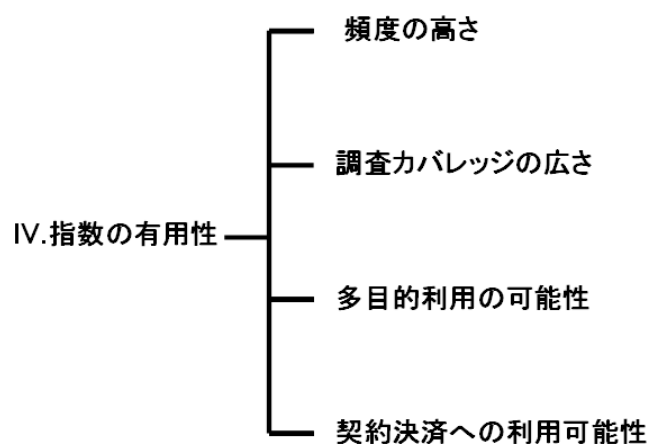 頻度の高さ
調査カバレッジの広さ
IV.指数の有用性
多目的利用の可能性
契約決済への利用可能性